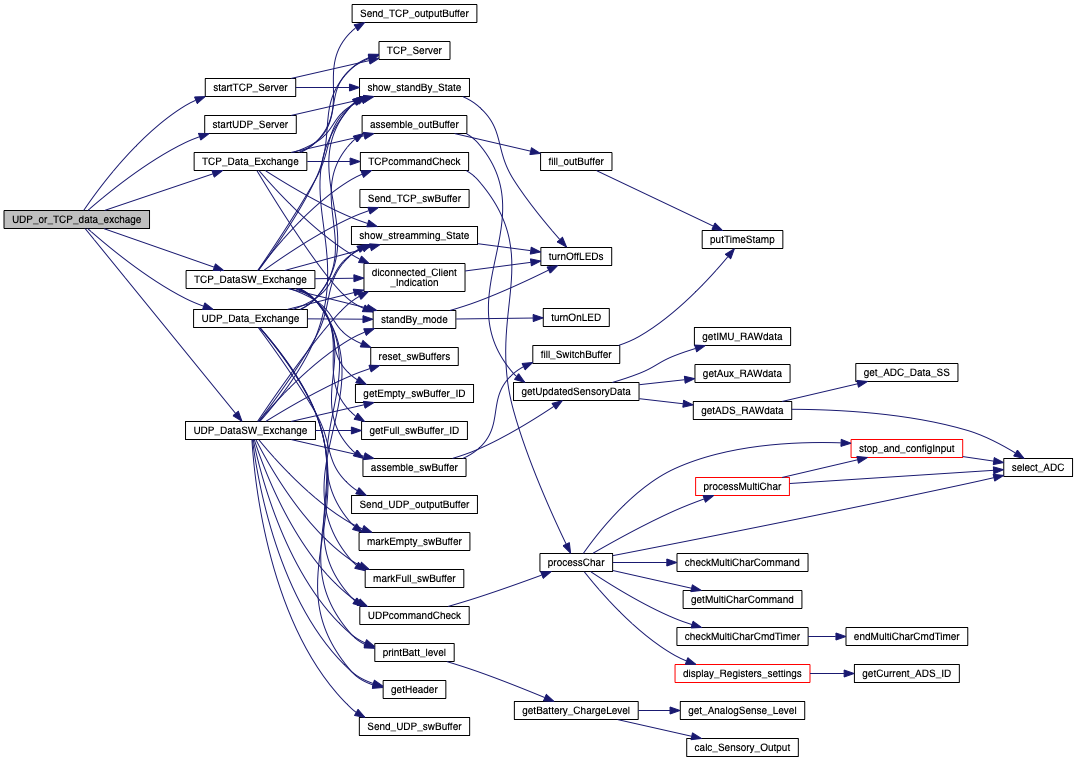 UDP_or_TCP_data_exchage
startTCP_Server
startUDP_Server
TCP_Data_Exchange
TCP_DataSW_Exchange
UDP_Data_Exchange
UDP_DataSW_Exchange
Send_TCP_outputBuffer
TCP_Server
show_standBy_State
assemble_outBuffer
TCPcommandCheck
Send_TCP_swBuffer
show_streamming_State
diconnected_Client
_Indication
standBy_mode
reset_swBuffers
getEmpty_swBuffer_ID
getFull_swBuffer_ID
assemble_swBuffer
Send_UDP_outputBuffer
markEmpty_swBuffer
markFull_swBuffer
UDPcommandCheck
printBatt_level
getHeader
Send_UDP_swBuffer
fill_outBuffer
turnOffLEDs
turnOnLED
fill_SwitchBuffer
getUpdatedSensoryData
processChar
getBattery_ChargeLevel
putTimeStamp
getIMU_RAWdata
getAux_RAWdata
getADS_RAWdata
processMultiChar
checkMultiCharCommand
getMultiCharCommand
checkMultiCharCmdTimer
display_Registers_settings
get_AnalogSense_Level
calc_Sensory_Output
get_ADC_Data_SS
stop_and_configInput
endMultiCharCmdTimer
getCurrent_ADS_ID
select_ADC